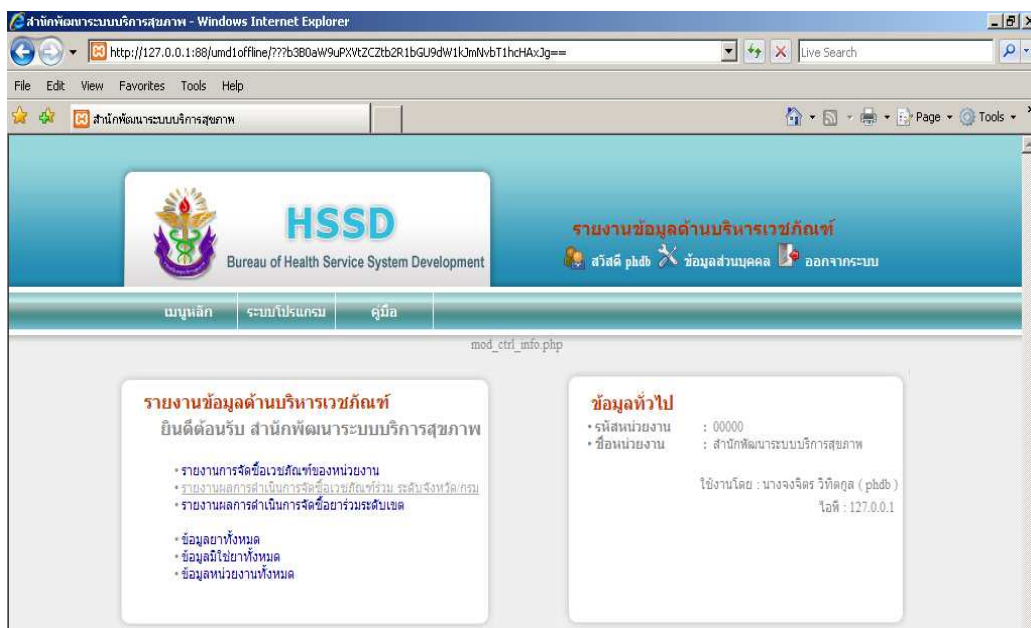 สำนักพัฒนาระบบบริการสุขภาพ - Windows Internet Explorer
http://127.0.0.1:88/umd1offline/???b3B0aW9uPXVtZCZtb2R1bGU9dW1kJmNvbT1hcHAxJg==
Live Search
File Edit View Favorites Tools Help
สำนักพัฒนาระบบบริการสุขภาพ
Page Tools
HSSD
Bureau of Health Service System Development
รายงานข้อมูลด้านบริหารเวชภัณฑ์
สวัสดี phdb ข้อมูลส่วนบุคคล ออกจากระบบ
เมนูหลัก ระบบโปรแกรม คู่มือ
mod_ctrl_info.php
รายงานข้อมูลด้านบริหารเวชภัณฑ์
ยินดีต้อนรับ สำนักพัฒนาระบบบริการสุขภาพ
• รายงานการจัดซื้อเวชภัณฑ์ของหน่วยงาน
• รายงานผลการดำเนินการจัดซื้อเวชภัณฑ์ร่วม ระดับจังหวัด/กรม
• รายงานผลการดำเนินการจัดซื้อยาร่วมระดับเขต
• ข้อมูลยาทั้งหมด
• ข้อมูลมิใช่ยาทั้งหมด
• ข้อมูลหน่วยงานทั้งหมด
ข้อมูลทั่วไป
• รหัสหน่วยงาน : 00000
• ชื่อหน่วยงาน : สำนักพัฒนาระบบบริการสุขภาพ
ใช้งานโดย : นางจงจิตร วิทิตกูล ( phdb )
ไอพี : 127.0.0.1